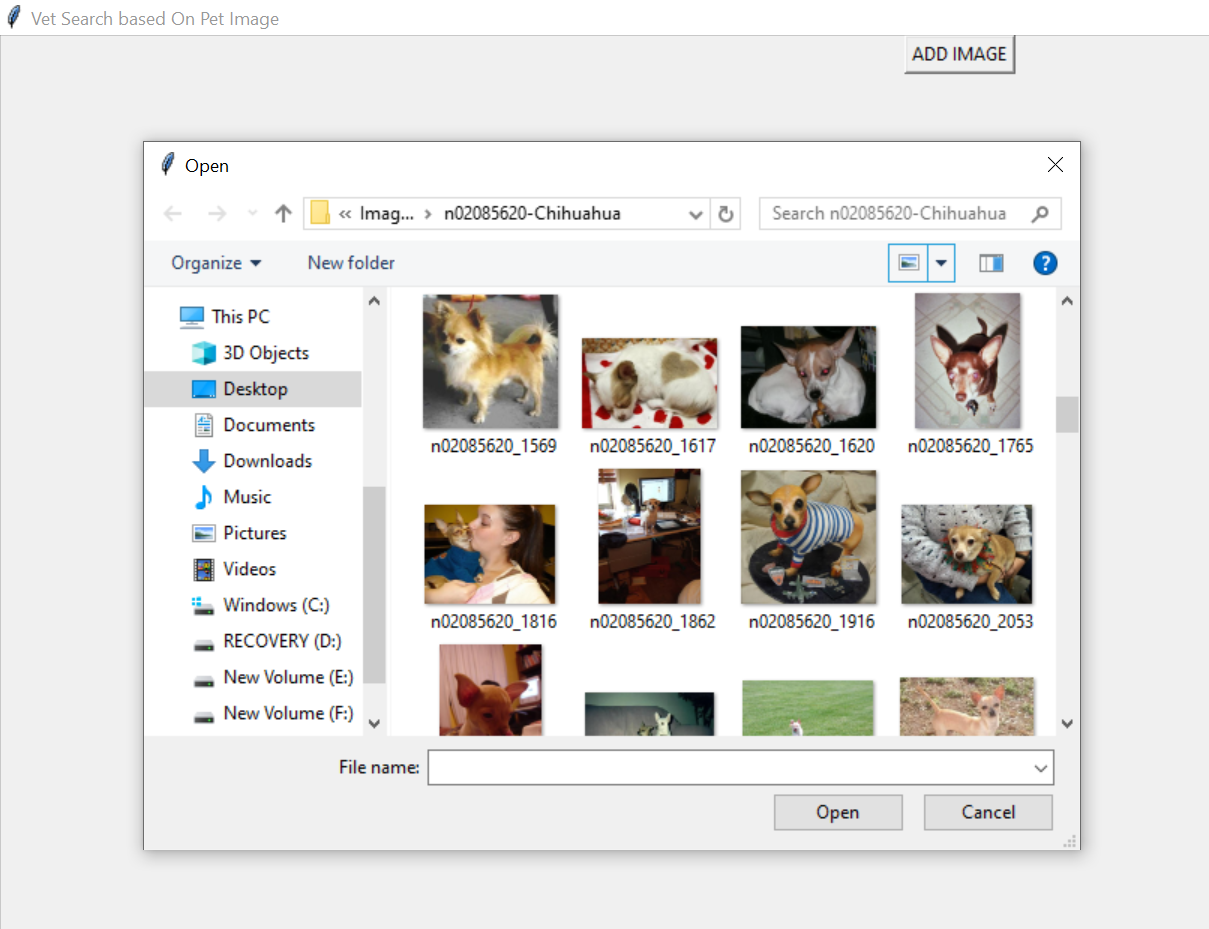 Vet Search based On Pet Image
ADD IMAGE
Open
« Imag... › n02085620-Chihuahua
Search n02085620-Chihuahua
Organize
New folder
?
This PC
3D Objects
Desktop
Documents
Downloads
Music
Pictures
Videos
Windows (C:)
RECOVERY (D:)
New Volume (E:)
New Volume (F:)
n02085620_1569
n02085620_1617
n02085620_1620
n02085620_1765
n02085620_1816
n02085620_1862
n02085620_1916
n02085620_2053
File name:
Open
Cancel